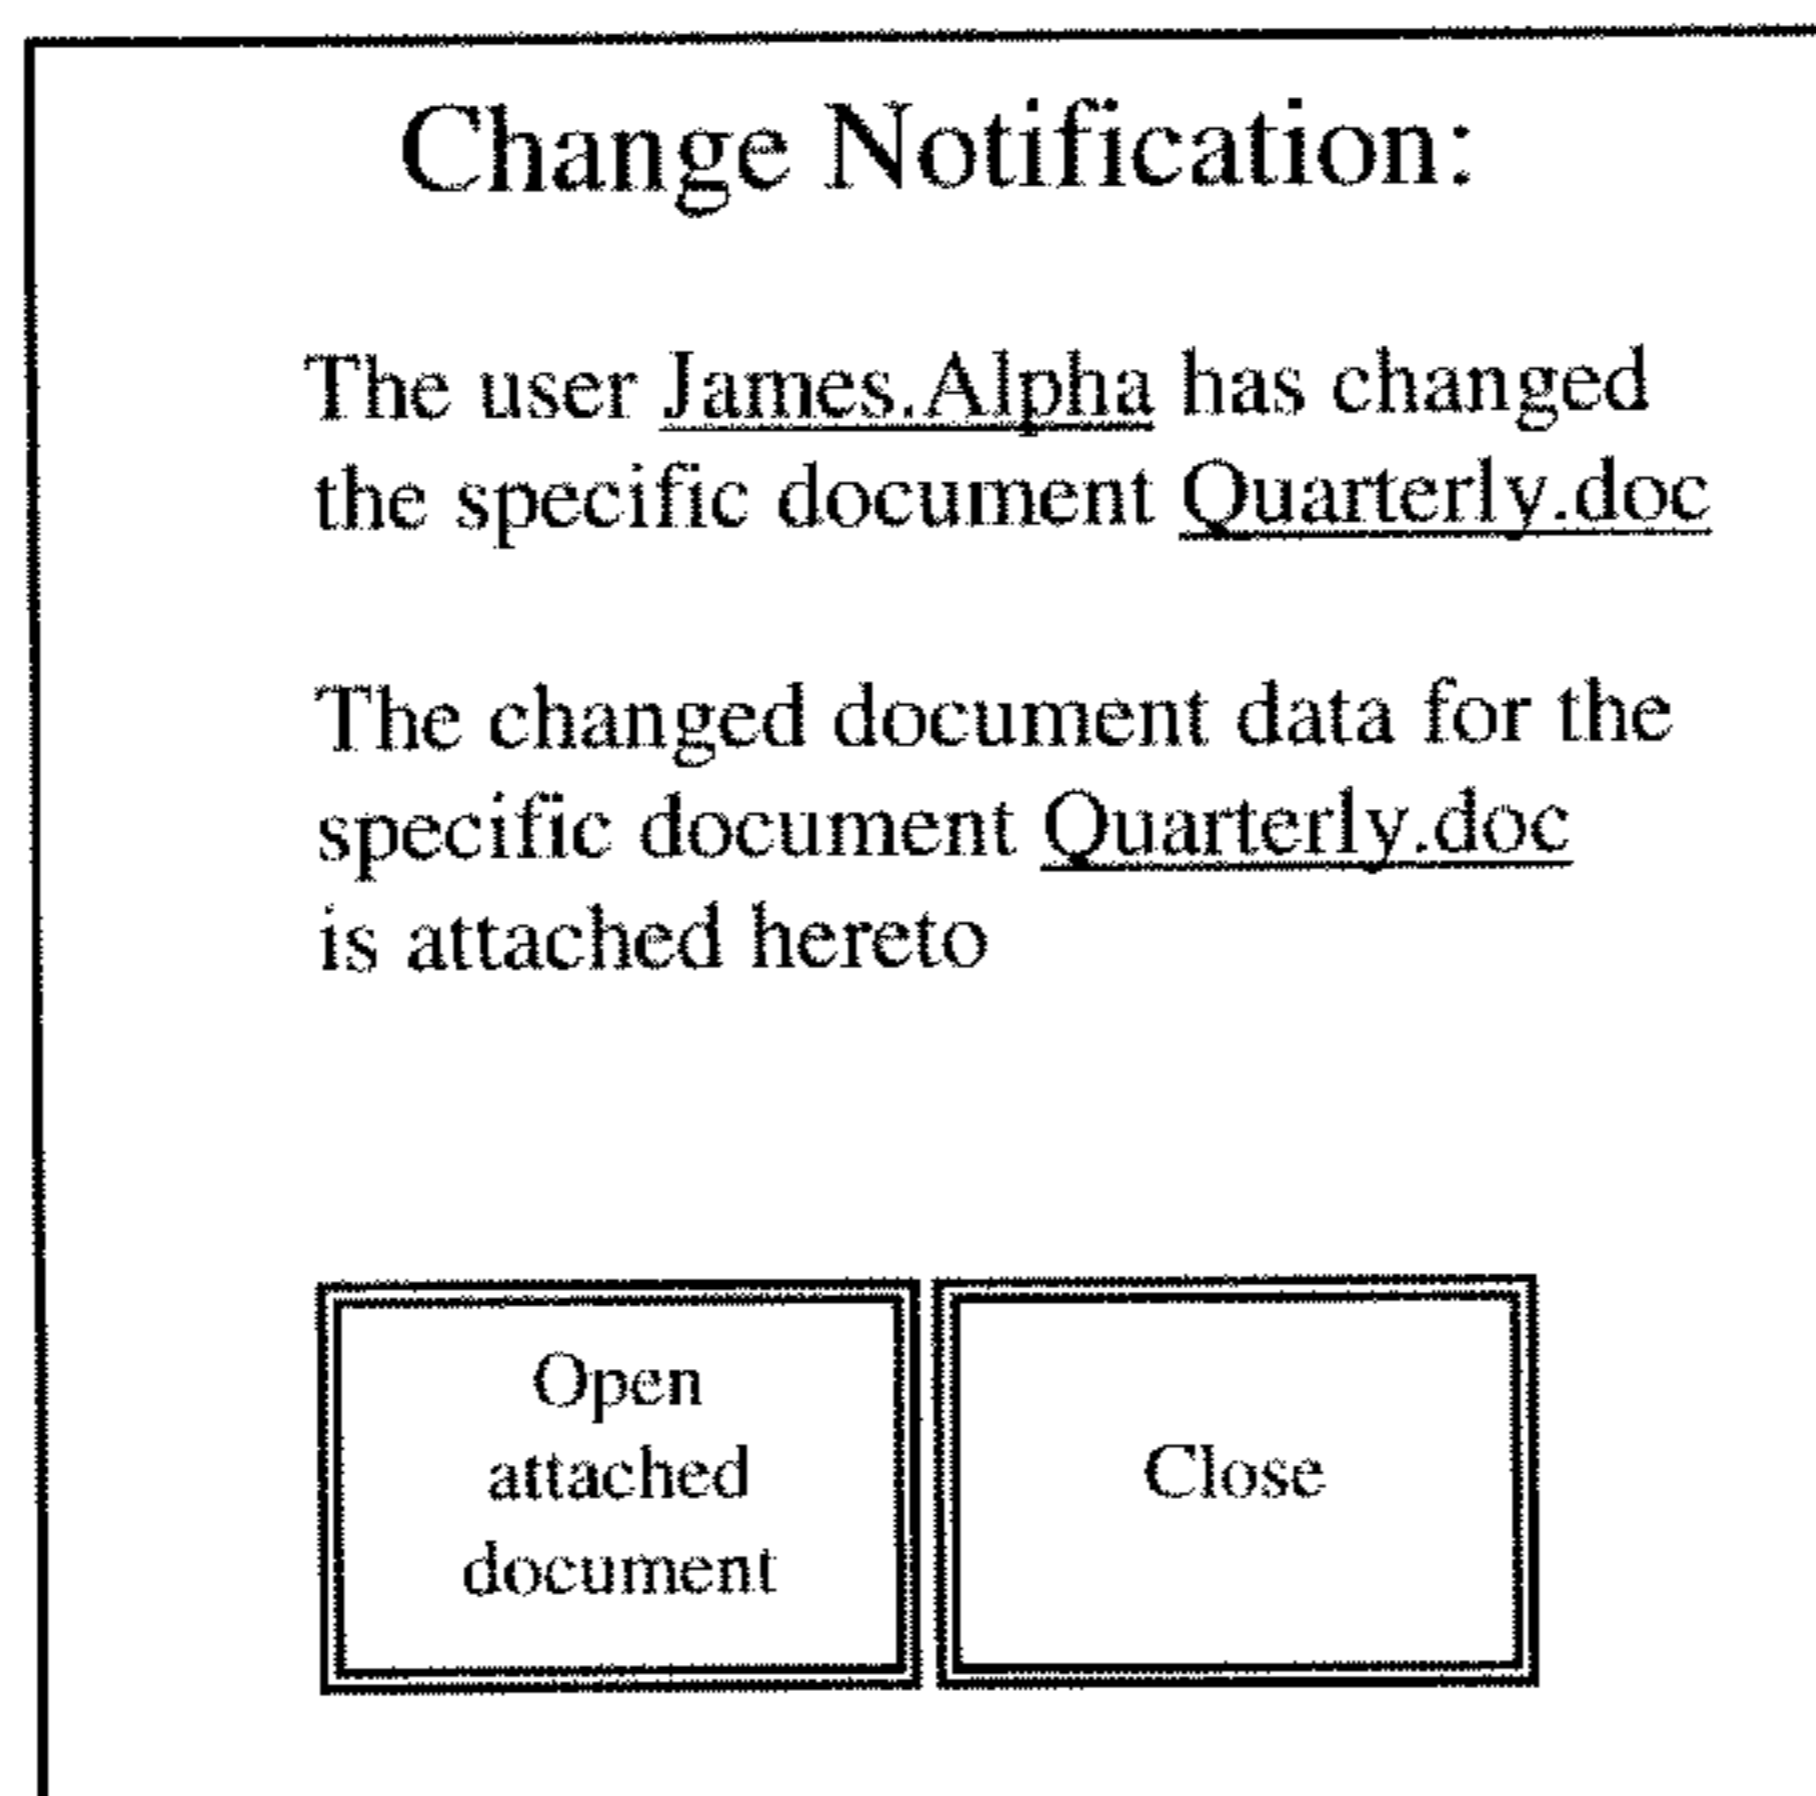 Change Notification:
The user James.Alpha has changed
the specific document Quarterly.doc
The changed document data for the
specific document Quarterly.doc
is attached hereto
Open
attached
document
Close